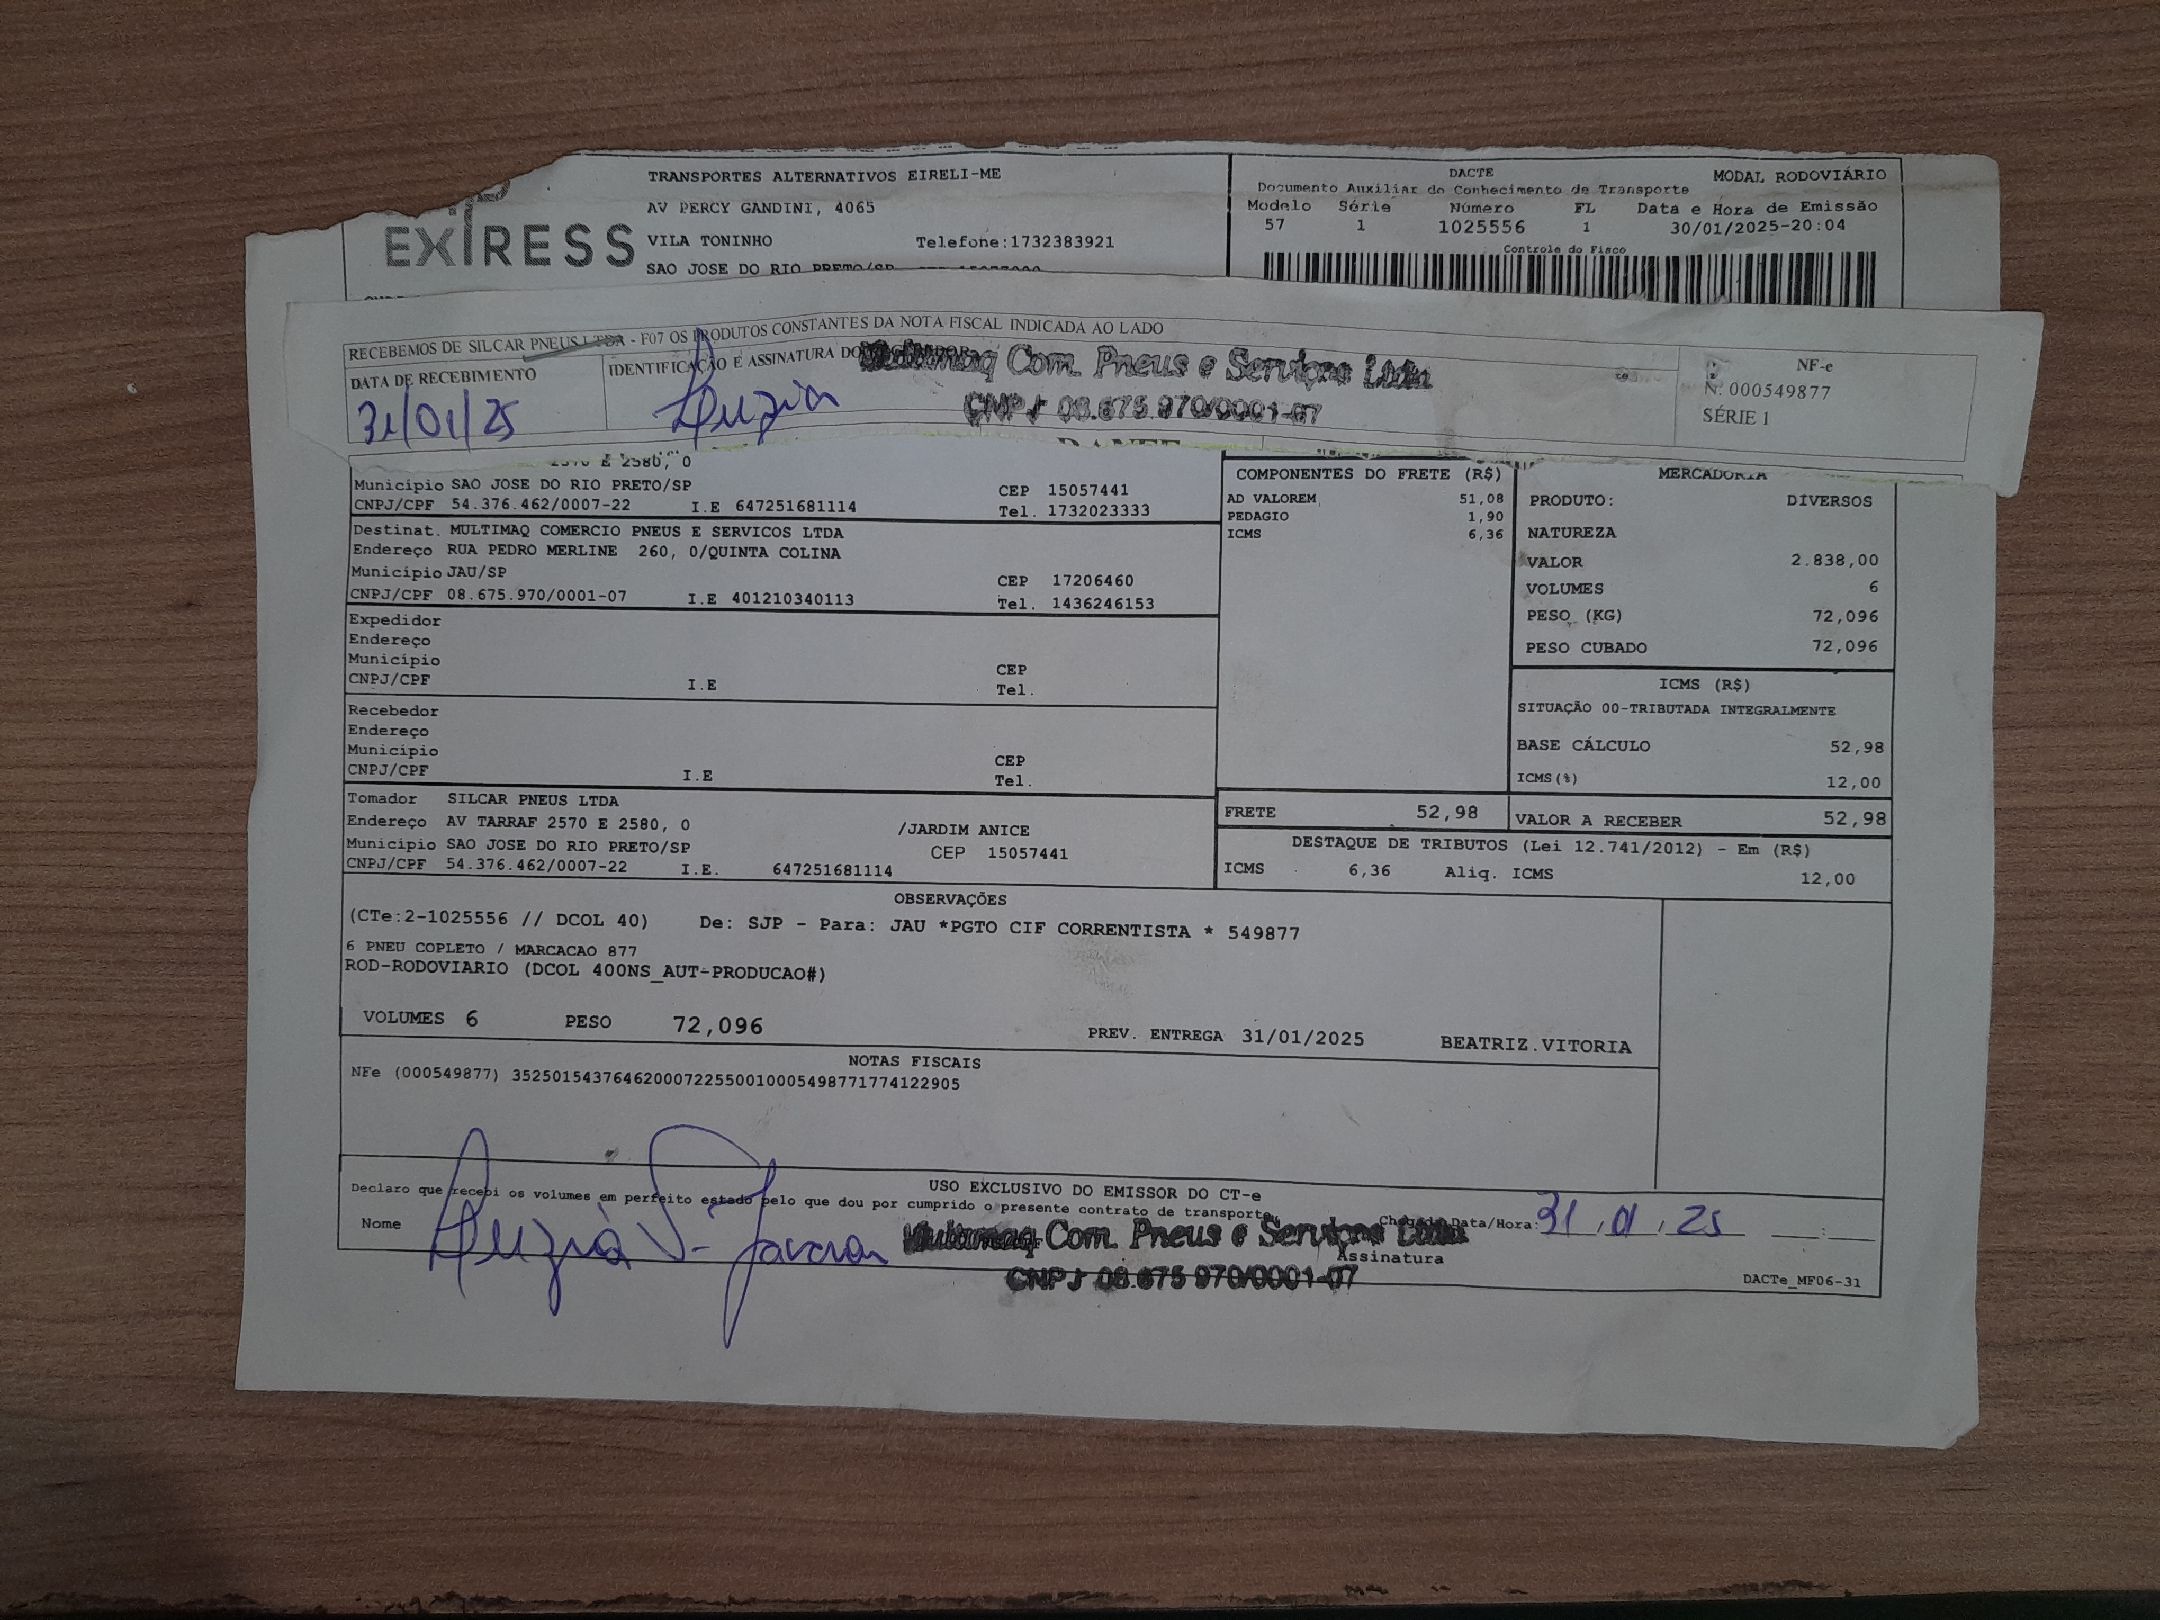 EXPRESS
TRANSPORTES ALTERNATIVOS EIRELI-ME
AV PERCY GANDINI, 4065
VILA TONINHO Telefone:1732383921
SAO JOSE DO RIO PRETO/SP
DACTE MODAL RODOVIÁRIO
Documento Auxiliar do Conhecimento de Transporte
Modelo Série Número FL Data e Hora de Emissão
57 1 1025556 1 30/01/2025-20:04
Controle do Fisco
RECEBEMOS DE SILCAR PNEUS LTDA - F07 OS PRODUTOS CONSTANTES DA NOTA FISCAL INDICADA AO LADO
DATA DE RECEBIMENTO IDENTIFICAÇÃO E ASSINATURA DO
31/01/25 Luzia
Multimaq Com. Pneus e Serviços Ltda
CNPJ 08.675.970/0001-07
NF-e
N. 000549877
SÉRIE 1
DANFE
2570 E 2580, 0
Município SAO JOSE DO RIO PRETO/SP CEP 15057441
CNPJ/CPF 54.376.462/0007-22 I.E 647251681114 Tel. 1732023333
Destinat. MULTIMAQ COMERCIO PNEUS E SERVICOS LTDA
Endereço RUA PEDRO MERLINE 260, 0/QUINTA COLINA
Município JAU/SP CEP 17206460
CNPJ/CPF 08.675.970/0001-07 I.E 401210340113 Tel. 1436246153
Expedidor
Endereço
Município CEP
CNPJ/CPF I.E Tel.
Recebedor
Endereço
Município CEP
CNPJ/CPF I.E Tel.
Tomador SILCAR PNEUS LTDA
Endereço AV TARRAF 2570 E 2580, 0 /JARDIM ANICE
Município SAO JOSE DO RIO PRETO/SP CEP 15057441
CNPJ/CPF 54.376.462/0007-22 I.E. 647251681114
COMPONENTES DO FRETE (R$)
AD VALOREM 51,08
PEDAGIO 1,90
ICMS 6,36
MERCADORIA
PRODUTO: DIVERSOS
NATUREZA
VALOR 2.838,00
VOLUMES 6
PESO (KG) 72,096
PESO CUBADO 72,096
ICMS (R$)
SITUAÇÃO 00-TRIBUTADA INTEGRALMENTE
BASE CÁLCULO 52,98
ICMS(%) 12,00
FRETE 52,98 VALOR A RECEBER 52,98
DESTAQUE DE TRIBUTOS (Lei 12.741/2012) - Em (R$)
ICMS 6,36 Aliq. ICMS 12,00
OBSERVAÇÕES
(CTe:2-1025556 // DCOL 40) De: SJP - Para: JAU *PGTO CIF CORRENTISTA * 549877
6 PNEU COPLETO / MARCACAO 877
ROD-RODOVIARIO (DCOL 400NS_AUT-PRODUCAO#)
VOLUMES 6 PESO 72,096 PREV. ENTREGA 31/01/2025 BEATRIZ.VITORIA
NOTAS FISCAIS
NFe (000549877) 35250154376462000722550010005498771774122905
USO EXCLUSIVO DO EMISSOR DO CT-e
Declaro que recebi os volumes em perfeito estado pelo que dou por cumprido o presente contrato de transporte.
Nome Luzia Chegada Data/Hora: 31.01.25
Multimaq Com. Pneus e Serviços Ltda
Assinatura
CNPJ 08.675.970/0001-07
DACTe_MF06-31